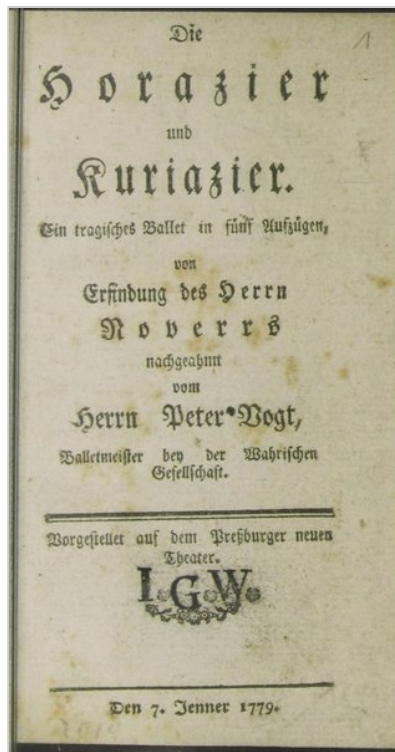 Die
1
Horazier
und
Kuriazier.
Ein tragisches Ballet in fünf Aufzügen,
von
Erfindung des Herrn
Noverrs
nachgeahmt
vom
Herrn Peter Vogt,
Balletmeister bey der Wahrischen
Gesellschaft.
Vorgestellet auf dem Preßburger neuen
Theater.
I.G.W.
Den 7. Jenner 1779.